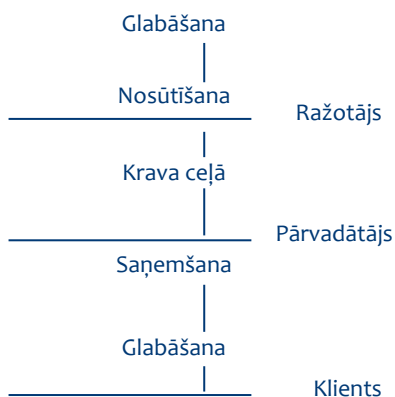 Glabāšana
Nosūtīšana
Ražotājs
Krava ceļā
Pārvadātājs
Saņemšana
Glabāšana
Klients